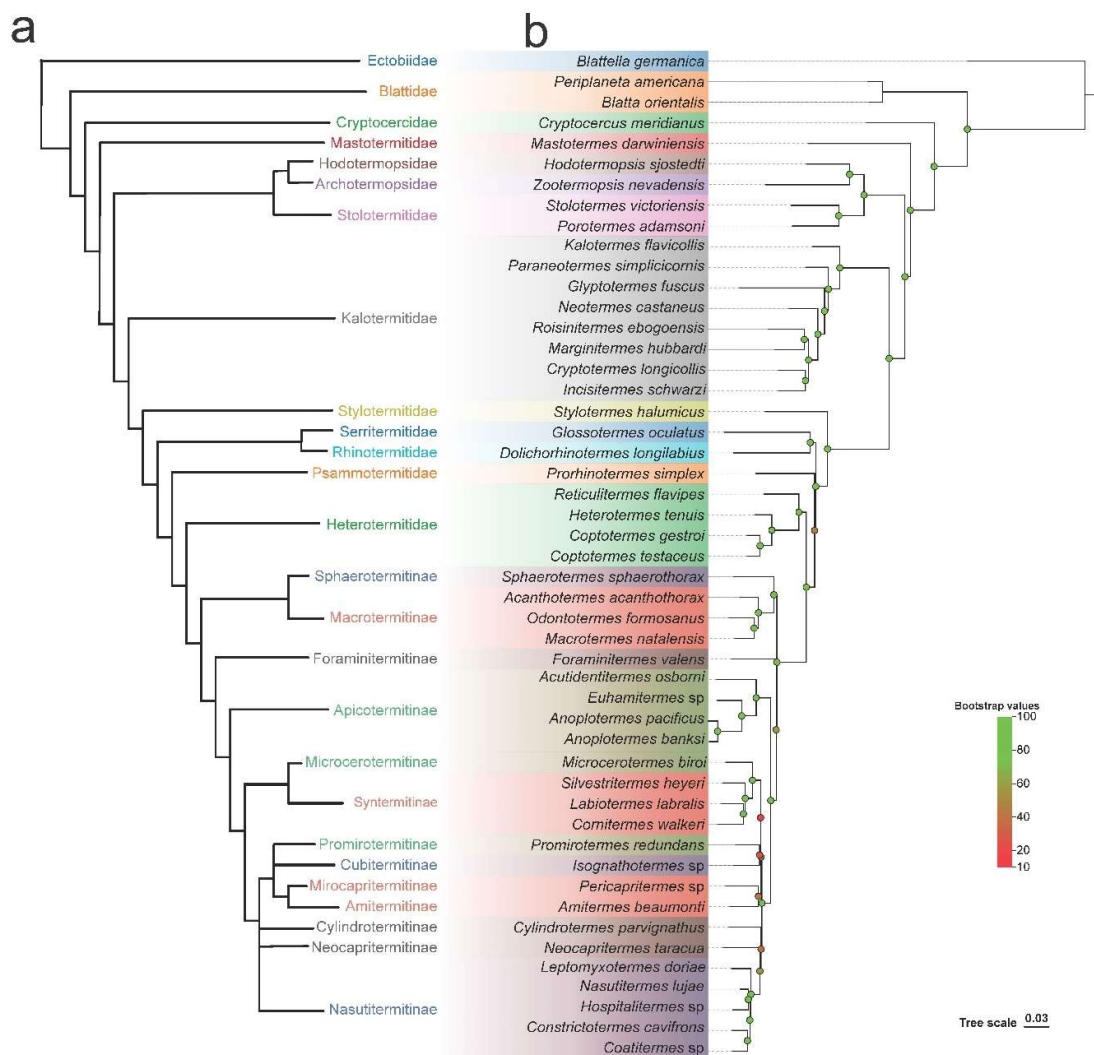 a
b
Ectobiidae
Blattella germanica
Periplaneta americana
Blattidae
Blatta orientalis
Cryptocercidae
Cryptocercus meridianus
Mastotermitidae
Mastotermes darwiniensis
Hodotermopsidae
Hodotermopsis sjostedti
Archotermopsidae
Zootermopsis nevadensis
Stolotermes victoriensis
Stolotermitidae
Porotermes adamsoni
Kalotermes flavicollis
Paraneotermes simplicicornis
Glyptotermes fuscus
Neotermes castaneus
Kalotermitidae
Roisinitermes ebogoensis
Marginitermes hubbardi
Cryptotermes longicollis
Incisitermes schwarzi
Stylotermitidae
Stylotermes halumicus
Serritermitidae
Glossotermes oculatus
Rhinotermitidae
Dolichorhinotermes longilabius
Psammotermitidae
Prorhinotermes simplex
Reticulitermes flavipes
Heterotermes tenuis
Heterotermitidae
Coptotermes gestroi
Coptotermes testaceus
Sphaerotermitinae
Sphaerotermes sphaerothorax
Acanthotermes acanthothorax
Macrotermitinae
Odontotermes formosanus
Macrotermes natalensis
Foraminitermitinae
Foraminitermes valens
Acutidentitermes osborni
Euhamitermes sp
Apicotermitinae
Anoplotermes pacificus
Anoplotermes banksi
Microcerotermitinae
Microcerotermes biroi
Silvestritermes heyeri
Syntermitinae
Labiotermes labralis
Cornitermes walkeri
Promirotermitinae
Promirotermes redundans
Cubitermitinae
Isognathotermes sp
Mirocapritermitinae
Pericapritermes sp
Amitermitinae
Amitermes beaumonti
Cylindrotermitinae
Cylindrotermes parvignathus
Neocapritermitinae
Neocapritermes taracua
Leptomyxotermes doriae
Nasutitermes lujae
Nasutitermitinae
Hospitalitermes sp
Constrictotermes cavifrons
Coatitermes sp
Bootstrap values
100
80
60
40
20
10
Tree scale 0.03